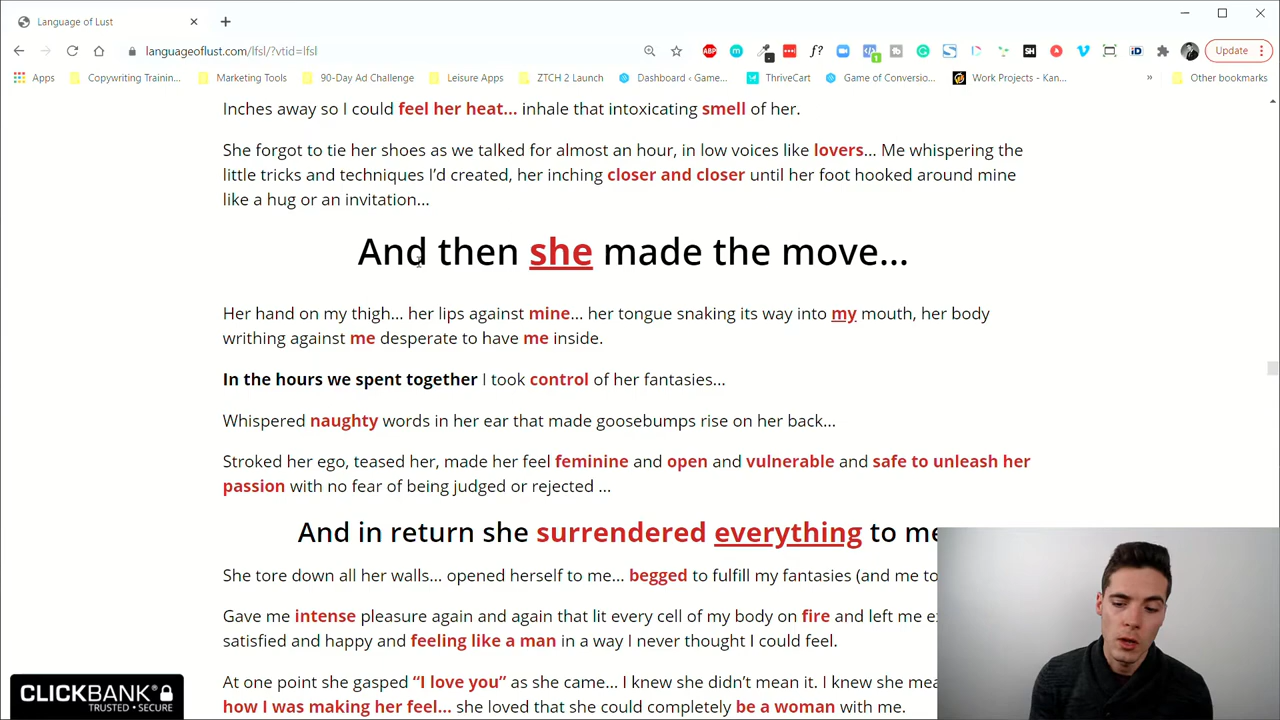 Language of Lust
languageoflust.com/lfsl/?vtid=lfsl
Update
Apps
Copywriting Trainin...
Marketing Tools
90-Day Ad Challenge
Leisure Apps
ZTCH 2 Launch
Dashboard ‹ Game...
ThriveCart
Game of Conversio...
Work Projects - Kan...
Other bookmarks
Inches away so I could feel her heat... inhale that intoxicating smell of her.
She forgot to tie her shoes as we talked for almost an hour, in low voices like lovers... Me whispering the
little tricks and techniques I'd created, her inching closer and closer until her foot hooked around mine
like a hug or an invitation...
And then she made the move...
Her hand on my thigh... her lips against mine... her tongue snaking its way into my mouth, her body
writhing against me desperate to have me inside.
In the hours we spent together I took control of her fantasies...
Whispered naughty words in her ear that made goosebumps rise on her back...
Stroked her ego, teased her, made her feel feminine and open and vulnerable and safe to unleash her
passion with no fear of being judged or rejected ...
And in return she surrendered everything to me
She tore down all her walls... opened herself to me... begged to fulfill my fantasies (and me to
Gave me intense pleasure again and again that lit every cell of my body on fire and left me
satisfied and happy and feeling like a man in a way I never thought I could feel.
At one point she gasped "I love you" as she came... I knew she didn't mean it. I knew she
how I was making her feel... she loved that she could completely be a woman with me.
CLICKBANK®
TRUSTED • SECURE